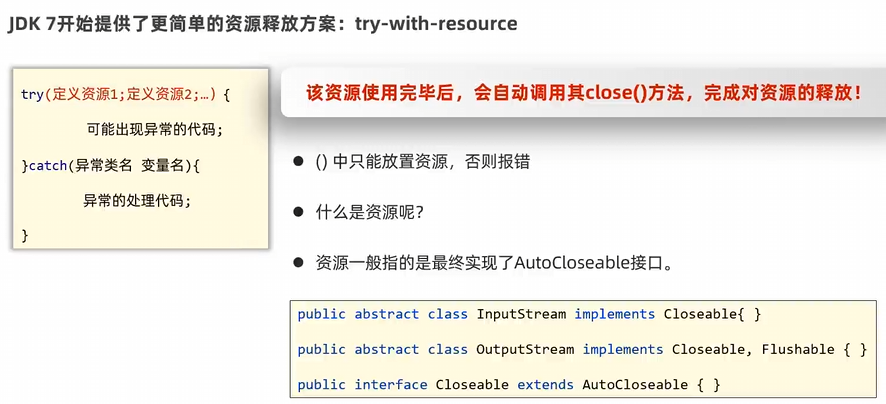 JDK 7开始提供了更简单的资源释放方案：try-with-resource
try(定义资源1;定义资源2;…) {
可能出现异常的代码;
}catch(异常类名 变量名){
异常的处理代码;
}
该资源使用完毕后，会自动调用其close()方法，完成对资源的释放！
● () 中只能放置资源，否则报错
● 什么是资源呢？
● 资源一般指的是最终实现了AutoCloseable接口。
public abstract class InputStream implements Closeable{ }
public abstract class OutputStream implements Closeable, Flushable { }
public interface Closeable extends AutoCloseable { }